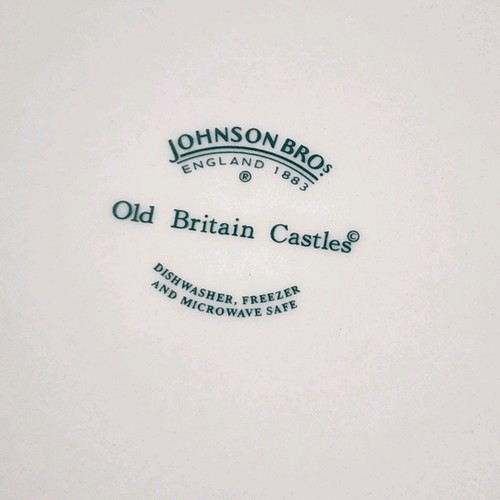 JOHNSON BROS.
ENGLAND 1883
®
Old Britain Castles©
DISHWASHER, FREEZER
AND MICROWAVE SAFE